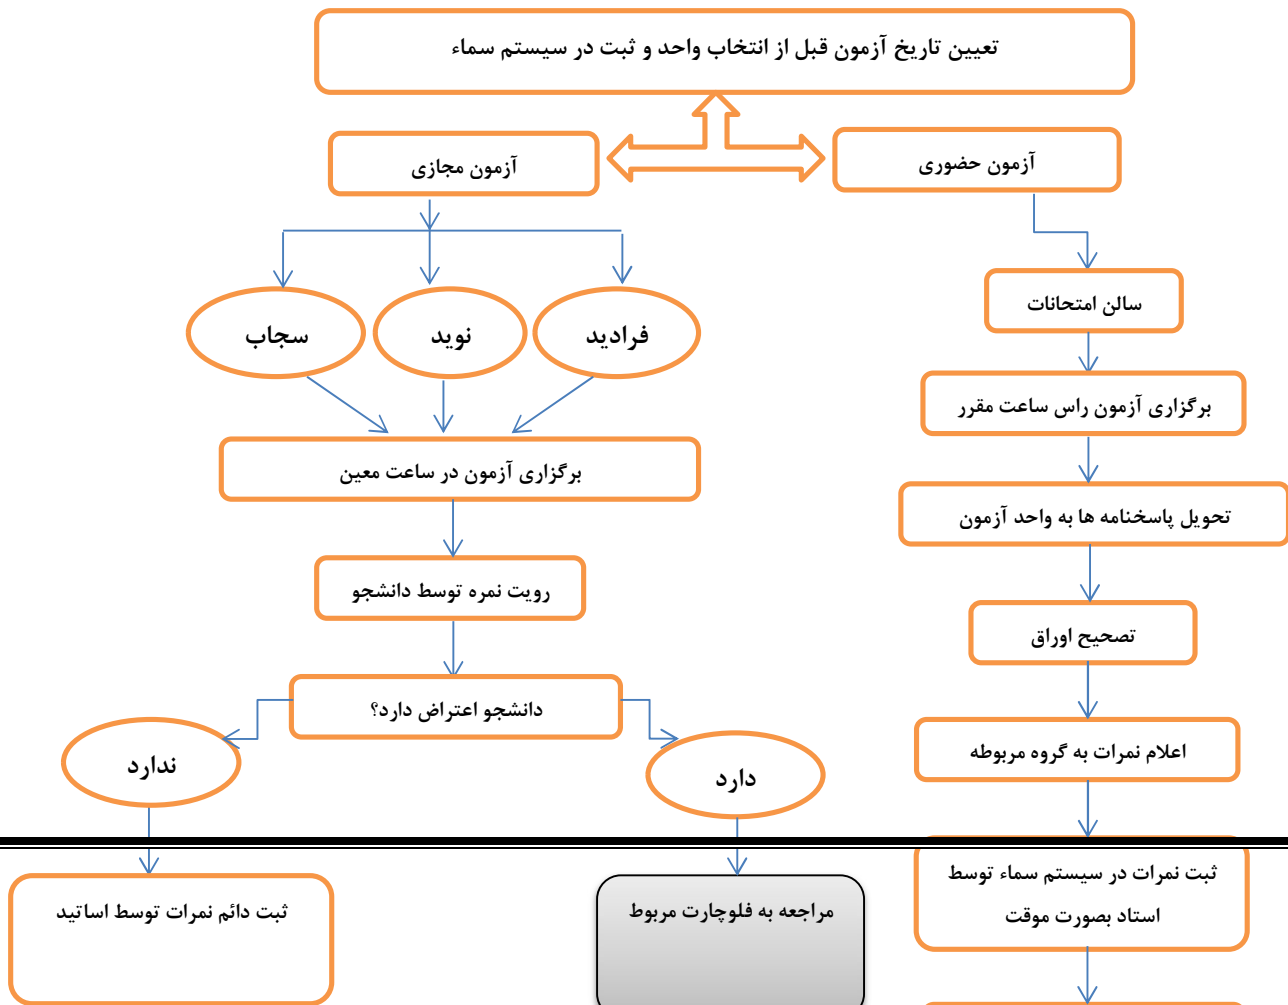 تعیین تاریخ آزمون قبل از انتخاب واحد و ثبت در سیستم سماء
آزمون حضوری
آزمون مجازی
سالن امتحانات
فرادید
نوید
سجاب
برگزاری آزمون راس ساعت مقرر
برگزاری آزمون در ساعت معین
تحویل پاسخنامه ها به واحد آزمون
رویت نمره توسط دانشجو
تصحیح اوراق
دانشجو اعتراض دارد؟
اعلام نمرات به گروه مربوطه
دارد
ندارد
ثبت نمرات در سیستم سماء توسط
استاد بصورت موقت
مراجعه به فلوچارت مربوط
ثبت دائم نمرات توسط اساتید